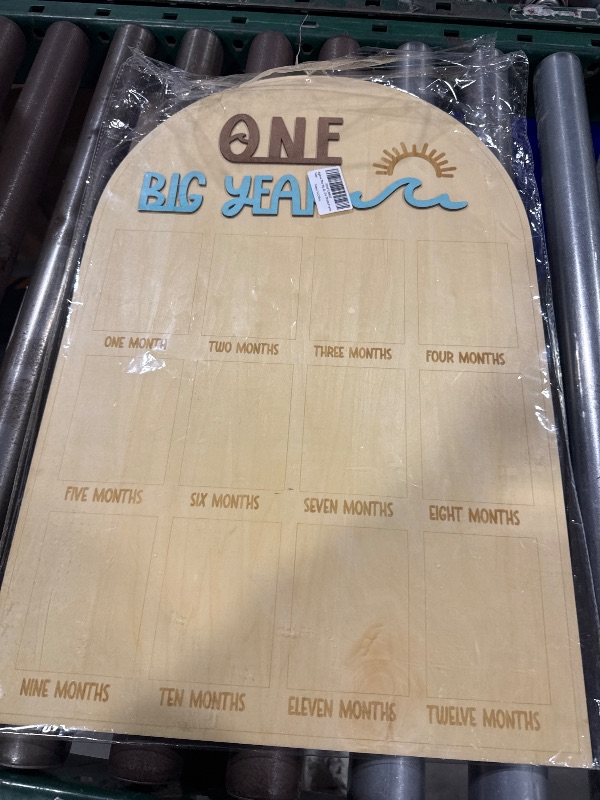 ONE
BIG YEA
ONE MONTH
TWO MONTHS
THREE MONTHS
FOUR MONTHS
FIVE MONTHS
SIX MONTHS
SEVEN MONTHS
EIGHT MONTHS
NINE MONTHS
TEN MONTHS
ELEVEN MONTHS
TWELVE MONTHS